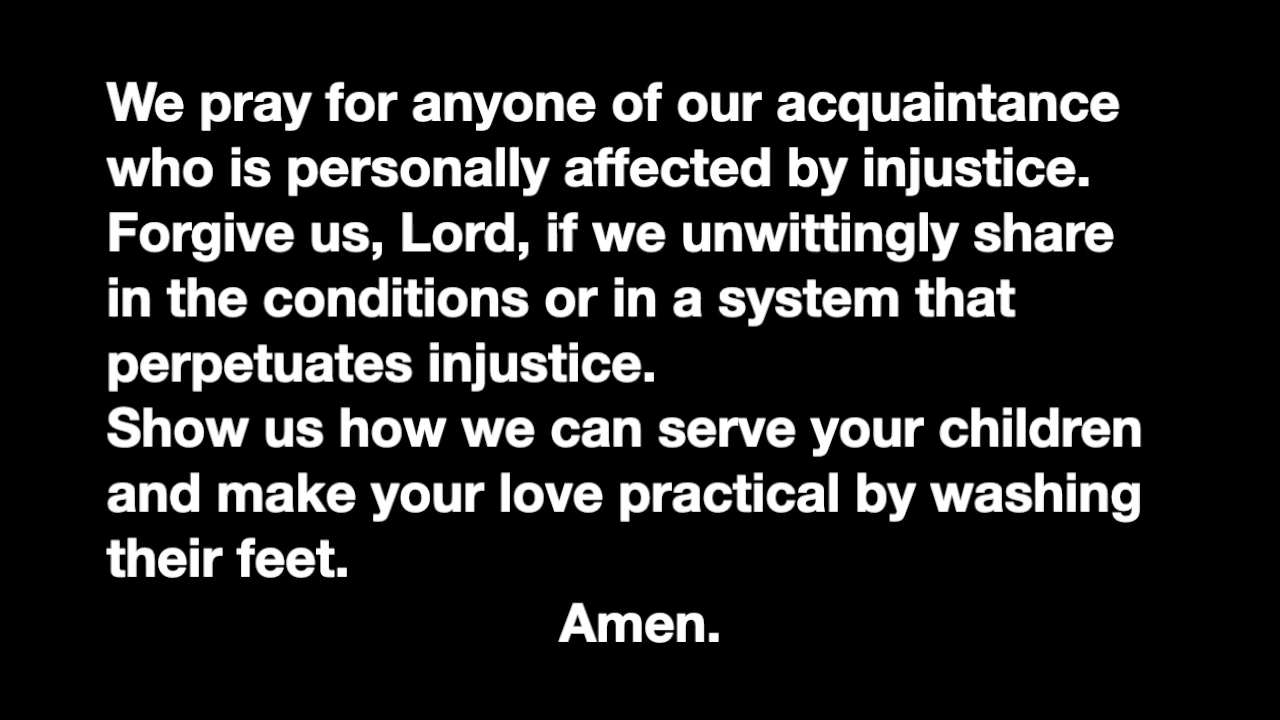 We pray for anyone of our acquaintance
who is personally affected by injustice.
Forgive us, Lord, if we unwittingly share
in the conditions or in a system that
perpetuates injustice.
Show us how we can serve your children
and make your love practical by washing
their feet.
Amen.